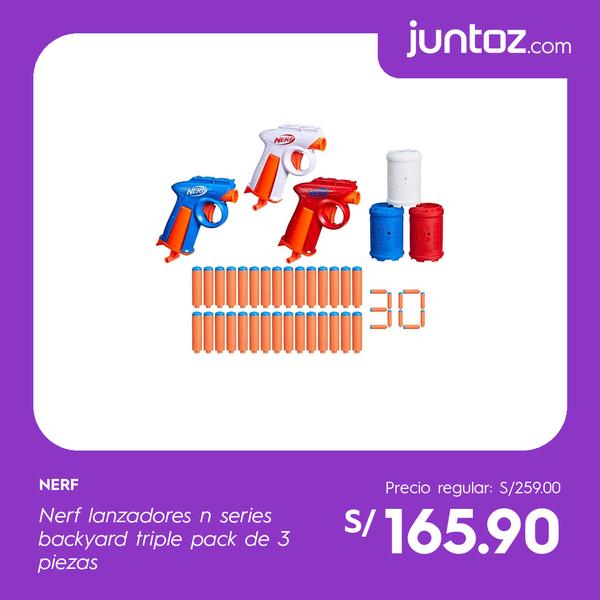 juntoz.com
NERF
NERF
30
NERF
Precio regular: S/259.00
Nerf lanzadores n series
backyard triple pack de 3
piezas
S/165.90